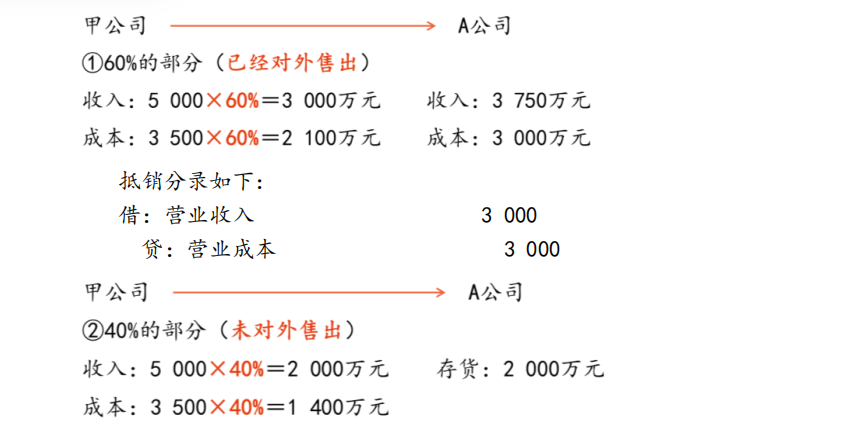 甲公司 → A公司
①60%的部分（已经对外售出）
收入：5 000×60%＝3 000万元 收入：3 750万元
成本：3 500×60%＝2 100万元 成本：3 000万元
抵销分录如下：
借：营业收入 3 000
贷：营业成本 3 000
甲公司 → A公司
②40%的部分（未对外售出）
收入：5 000×40%＝2 000万元 存货：2 000万元
成本：3 500×40%＝1 400万元